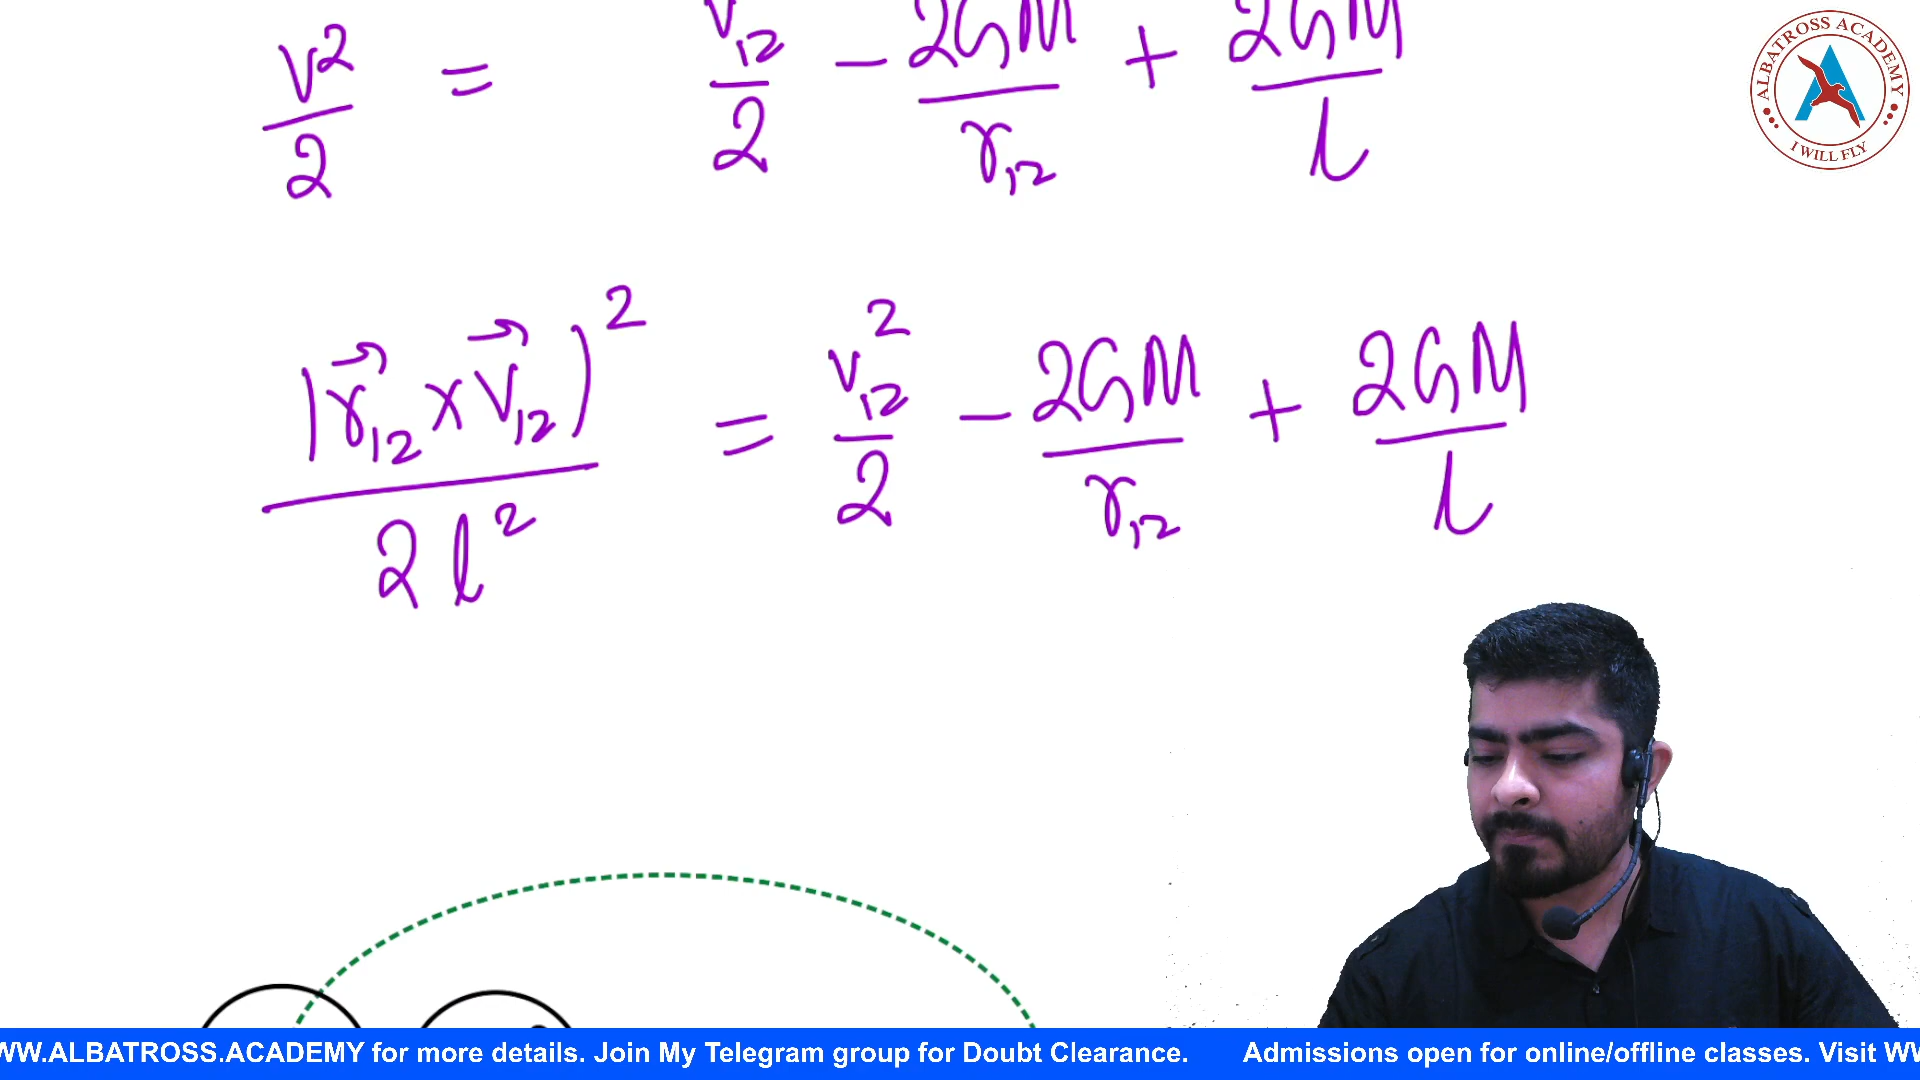 v²/2 = v₁₂/2 − 2GM/r₁₂ + 2GM/l
ALBATROSS ACADEMY
I WILL FLY
|r⃗₁₂ × v⃗₁₂)²/2l² = v₁₂²/2 − 2GM/r₁₂ + 2GM/l
WW.ALBATROSS.ACADEMY for more details. Join My Telegram group for Doubt Clearance. Admissions open for online/offline classes. Visit WW